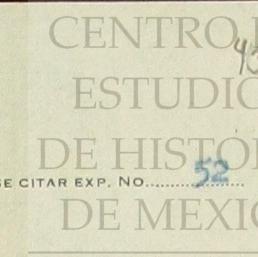 CENTRO
ESTUDIO
DE HISTO
SE CITAR EXP. NO. 52
DE MEXIC